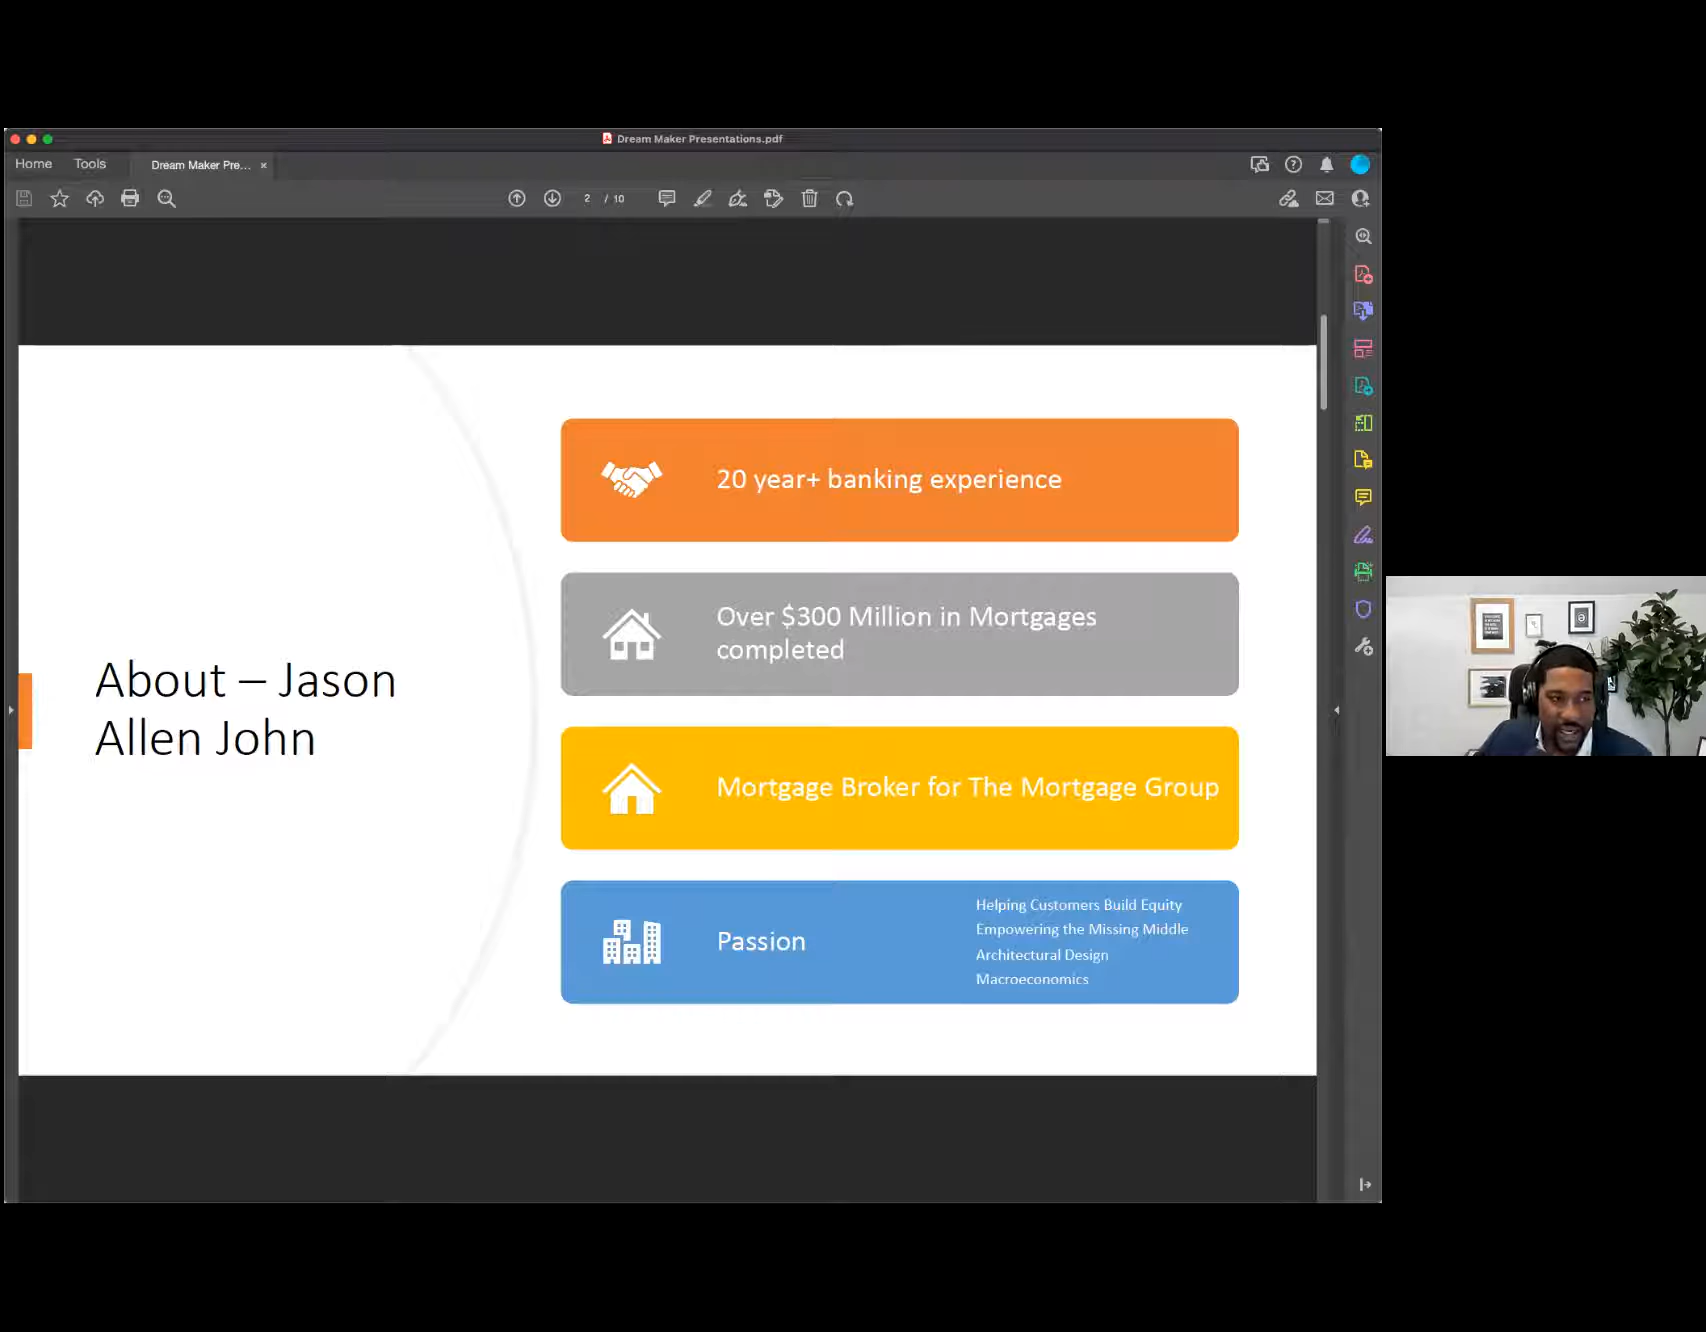 Dream Maker Presentations.pdf
Home
Tools
Dream Maker Pre... ×
2 / 10
About – Jason
Allen John
20 year+ banking experience
Over $300 Million in Mortgages
completed
Mortgage Broker for The Mortgage Group
Passion
Helping Customers Build Equity
Empowering the Missing Middle
Architectural Design
Macroeconomics